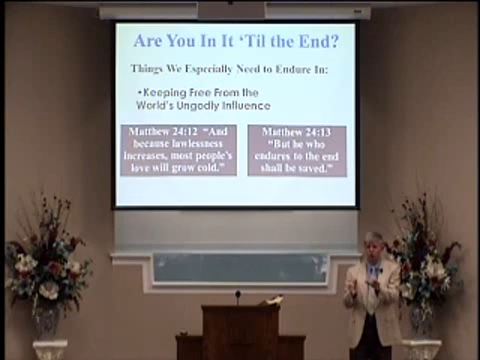 Are You In It ‘Til the End?
Things We Especially Need to Endure In:
•Keeping Free From the
World's Ungodly Influence
Matthew 24:12 "And
because lawlessness
increases, most people's
love will grow cold."
Matthew 24:13
"But he who
endures to the end
shall be saved."